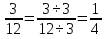 3/12 = 3÷3/12÷3 = 1/4